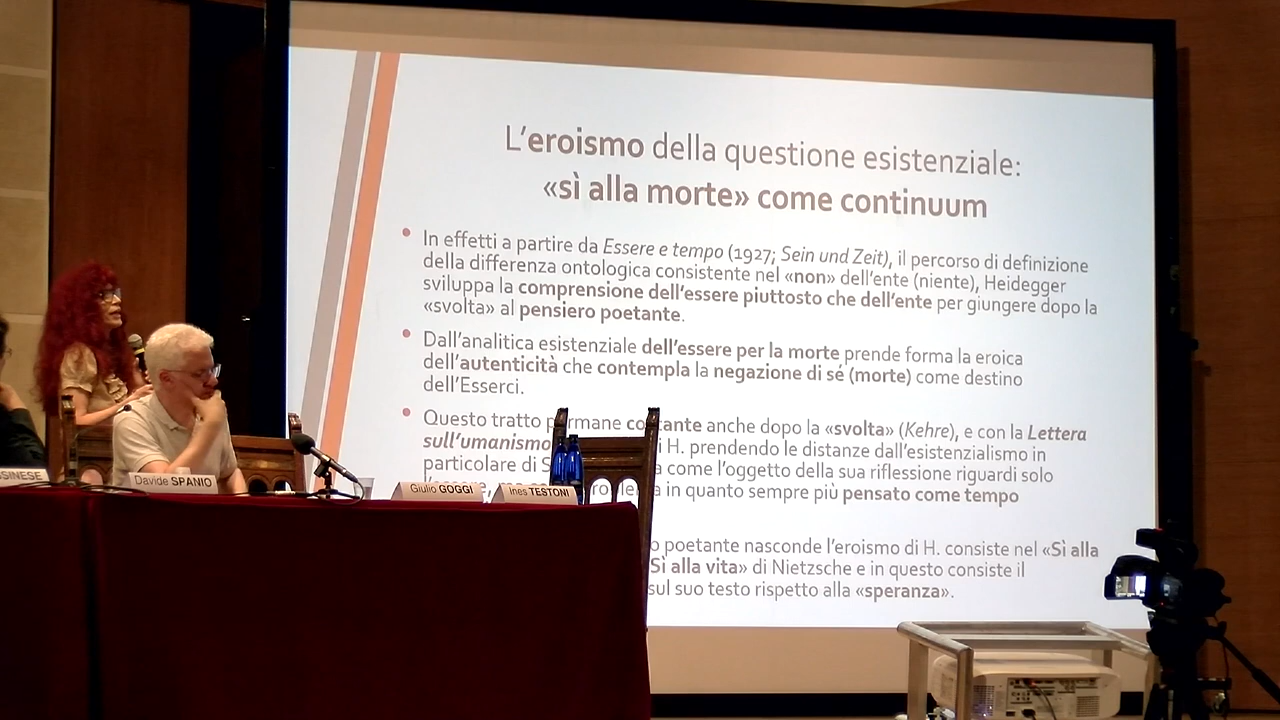 L'eroismo della questione esistenziale:
«sì alla morte» come continuum
In effetti a partire da Essere e tempo (1927; Sein und Zeit), il percorso di definizione
della differenza ontologica consistente nel «non» dell'ente (niente), Heidegger
sviluppa la comprensione dell'essere piuttosto che dell'ente per giungere dopo la
«svolta» al pensiero poetante.
Dall'analitica esistenziale dell'essere per la morte prende forma la eroica
dell'autenticità che contempla la negazione di sé (morte) come destino
dell'Esserci.
Questo tratto permane costante anche dopo la «svolta» (Kehre), e con la Lettera
sull'umanismo i H. prendendo le distanze dall'esistenzialismo in
particolare di come l'oggetto della sua riflessione riguardi solo
in quanto sempre più pensato come tempo
poetante nasconde l'eroismo di H. consiste nel «Sì alla
Sì alla vita» di Nietzsche e in questo consiste il
sul suo testo rispetto alla «speranza».
SINESE
Davide SPANIO
Giulio GOGGI
Ines TESTONI